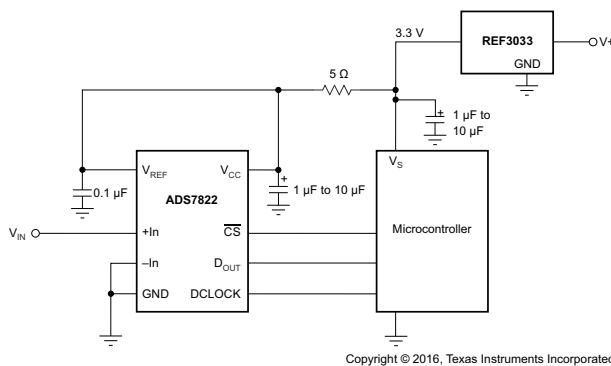 3.3 V
REF3033
V+
GND
5 Ω
+
1 μF to
10 μF
VREF
VCC
VS
+
0.1 μF
ADS7822
1 μF to 10 μF
VIN
+In
CS
Microcontroller
–In
DOUT
GND
DCLOCK
Copyright © 2016, Texas Instruments Incorporated